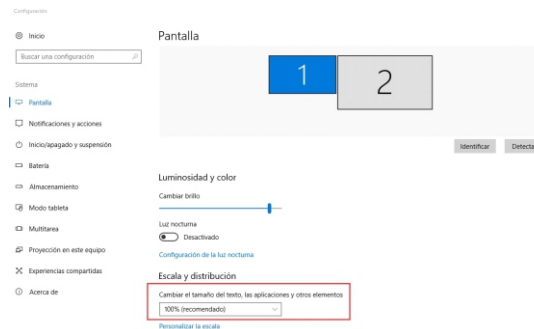 Configuración
Inicio
Buscar una configuración
Sistema
Pantalla
Notificaciones y acciones
Inicio/apagado y suspensión
Batería
Almacenamiento
Modo tableta
Multitarea
Proyección en este equipo
Experiencias compartidas
Acerca de
Pantalla
1
2
Identificar
Detecta
Luminosidad y color
Cambiar brillo
Luz nocturna
Desactivado
Configuración de la luz nocturna
Escala y distribución
Cambiar el tamaño del texto, las aplicaciones y otros elementos
100% (recomendado)
Personalizar la escala